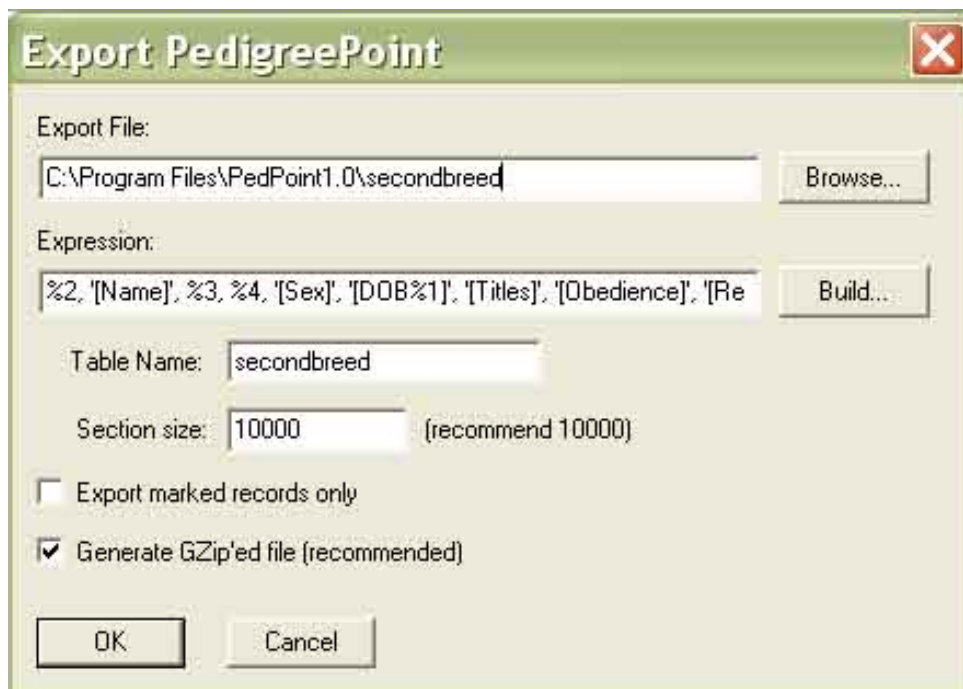 Export PedigreePoint
Export File:
C:\Program Files\PedPoint1.0\secondbreed
Browse...
Expression:
%2, '[Name]', %3, %4, '[Sex]', '[DOB%1]', '[Titles]', '[Obedience]', '[Re
Build...
Table Name:
secondbreed
Section size:
10000
(recommend 10000)
Export marked records only
Generate GZip'ed file (recommended)
OK
Cancel